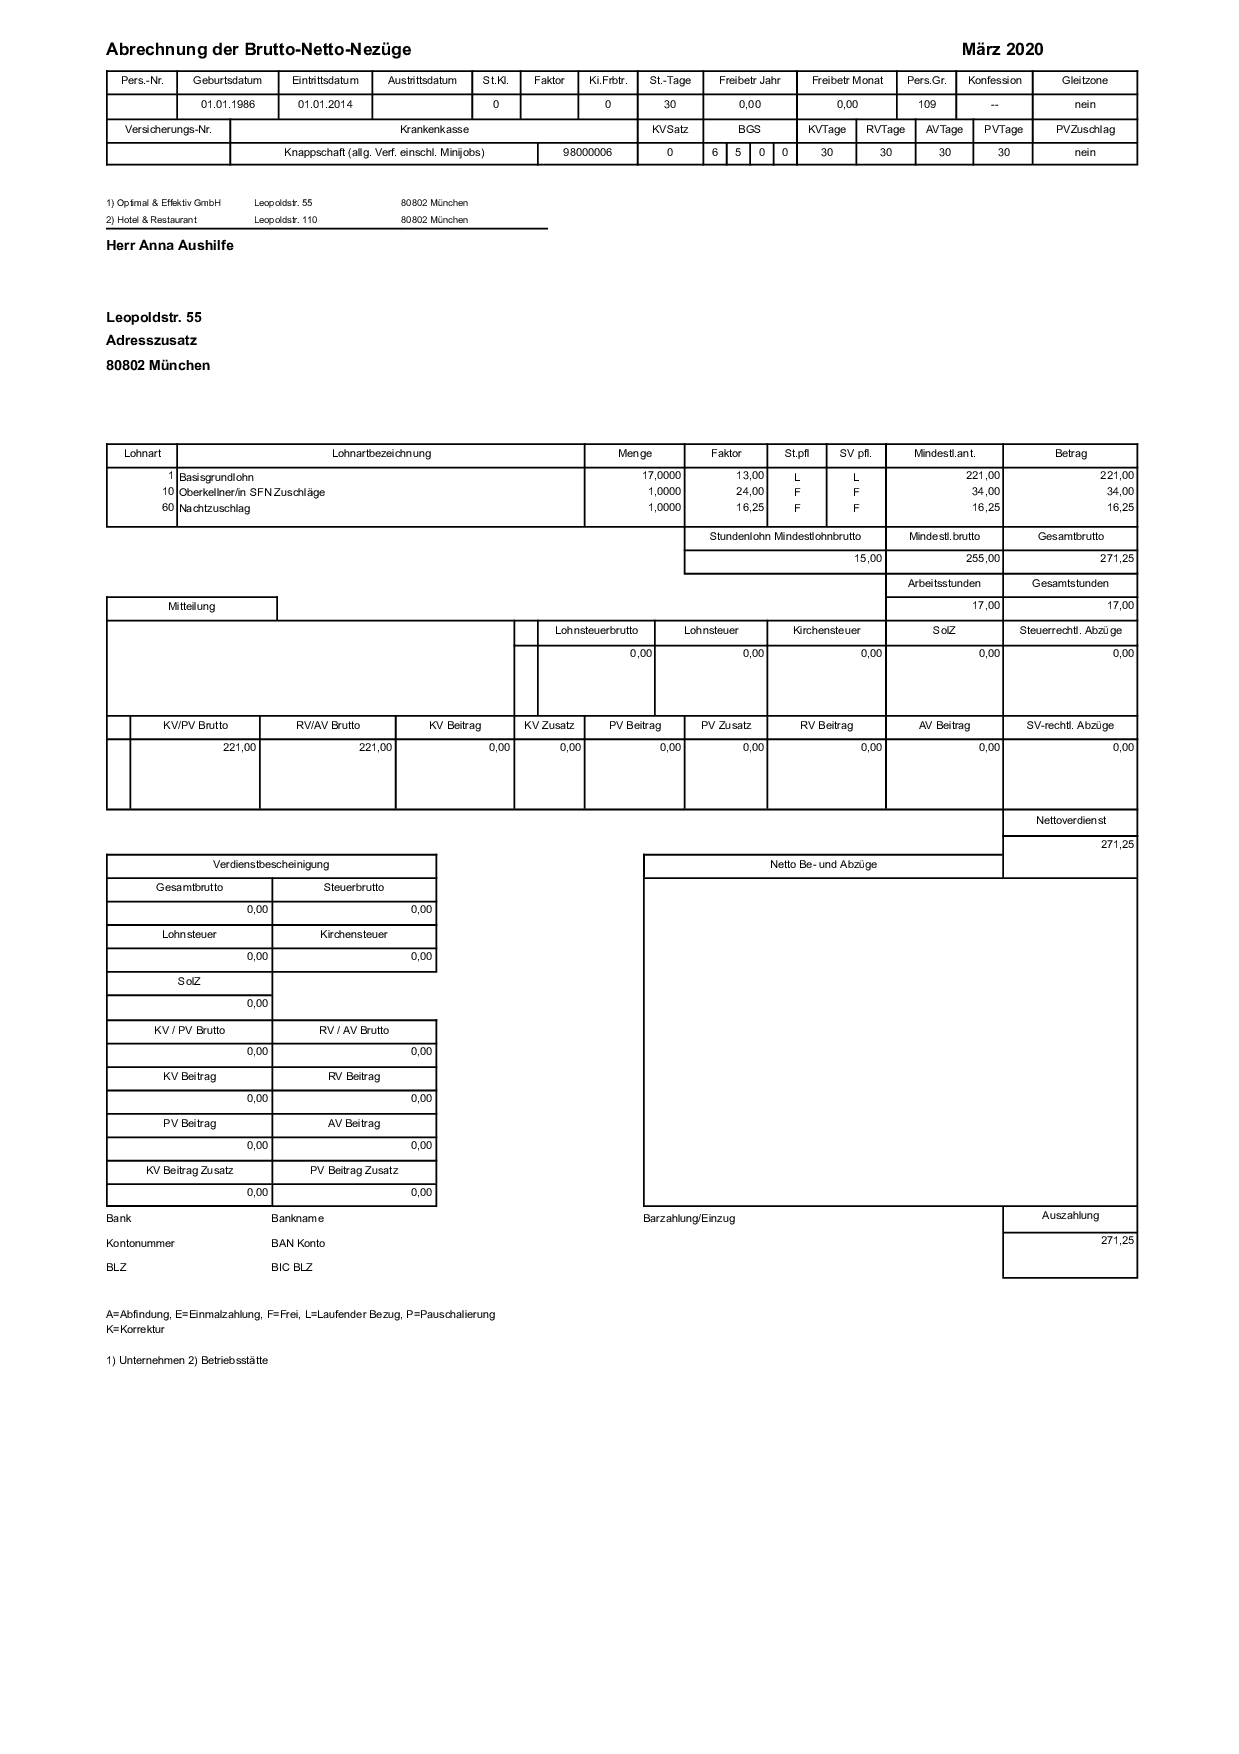 Abrechnung der Brutto-Netto-Nezüge März 2020
Pers.-Nr. Geburtsdatum Eintrittsdatum Austrittsdatum St.Kl. Faktor Ki.Frbtr. St.-Tage Freibetr Jahr Freibetr Monat Pers.Gr. Konfession Gleitzone
01.01.1986 01.01.2014 0 0 30 0,00 0,00 109 -- nein
Versicherungs-Nr. Krankenkasse KVSatz BGS KVTage RVTage AVTage PVTage PVZuschlag
Knappschaft (allg. Verf. einschl. Minijobs) 98000006 0 6 5 0 0 30 30 30 30 nein
1) Optimal & Effektiv GmbH Leopoldstr. 55 80802 München
2) Hotel & Restaurant Leopoldstr. 110 80802 München
Herr Anna Aushilfe
Leopoldstr. 55
Adresszusatz
80802 München
Lohnart Lohnartbezeichnung Menge Faktor St.pfl SV pfl. Mindestl.ant. Betrag
1 Basisgrundlohn 17,0000 13,00 L L 221,00 221,00
10 Oberkellner/in SFN Zuschläge 1,0000 24,00 F F 34,00 34,00
60 Nachtzuschlag 1,0000 16,25 F F 16,25 16,25
Stundenlohn Mindestlohnbrutto Mindestl.brutto Gesamtbrutto
15,00 255,00 271,25
Arbeitsstunden Gesamtstunden
Mitteilung 17,00 17,00
Lohnsteuerbrutto Lohnsteuer Kirchensteuer SolZ Steuerrechtl. Abzüge
0,00 0,00 0,00 0,00 0,00
KV/PV Brutto RV/AV Brutto KV Beitrag KV Zusatz PV Beitrag PV Zusatz RV Beitrag AV Beitrag SV-rechtl. Abzüge
221,00 221,00 0,00 0,00 0,00 0,00 0,00 0,00 0,00
Nettoverdienst
271,25
Verdienstbescheinigung Netto Be- und Abzüge
Gesamtbrutto Steuerbrutto
0,00 0,00
Lohnsteuer Kirchensteuer
0,00 0,00
SolZ
0,00
KV / PV Brutto RV / AV Brutto
0,00 0,00
KV Beitrag RV Beitrag
0,00 0,00
PV Beitrag AV Beitrag
0,00 0,00
KV Beitrag Zusatz PV Beitrag Zusatz
0,00 0,00
Bank Bankname Barzahlung/Einzug Auszahlung
Kontonummer BAN Konto 271,25
BLZ BIC BLZ
A=Abfindung, E=Einmalzahlung, F=Frei, L=Laufender Bezug, P=Pauschalierung
K=Korrektur
1) Unternehmen 2) Betriebsstätte